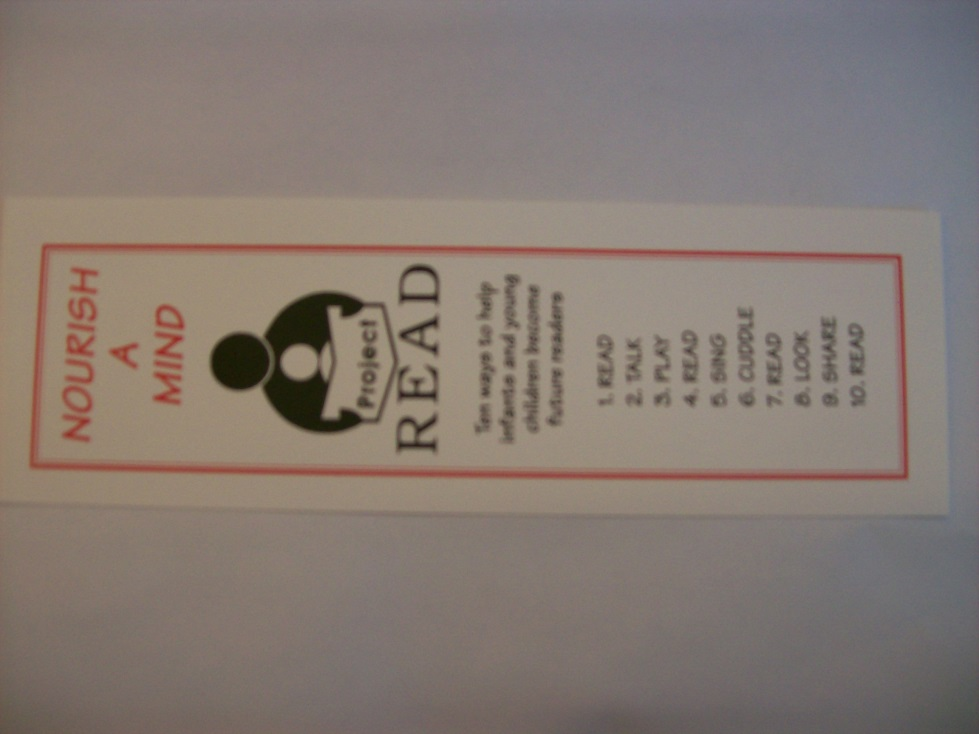 NOURISH
A
MIND
Project
READ
Ten ways to help
infants and young
children become
future readers
1. READ
2. TALK
3. PLAY
4. READ
5. SING
6. CUDDLE
7. READ
8. LOOK
9. SHARE
10. READ